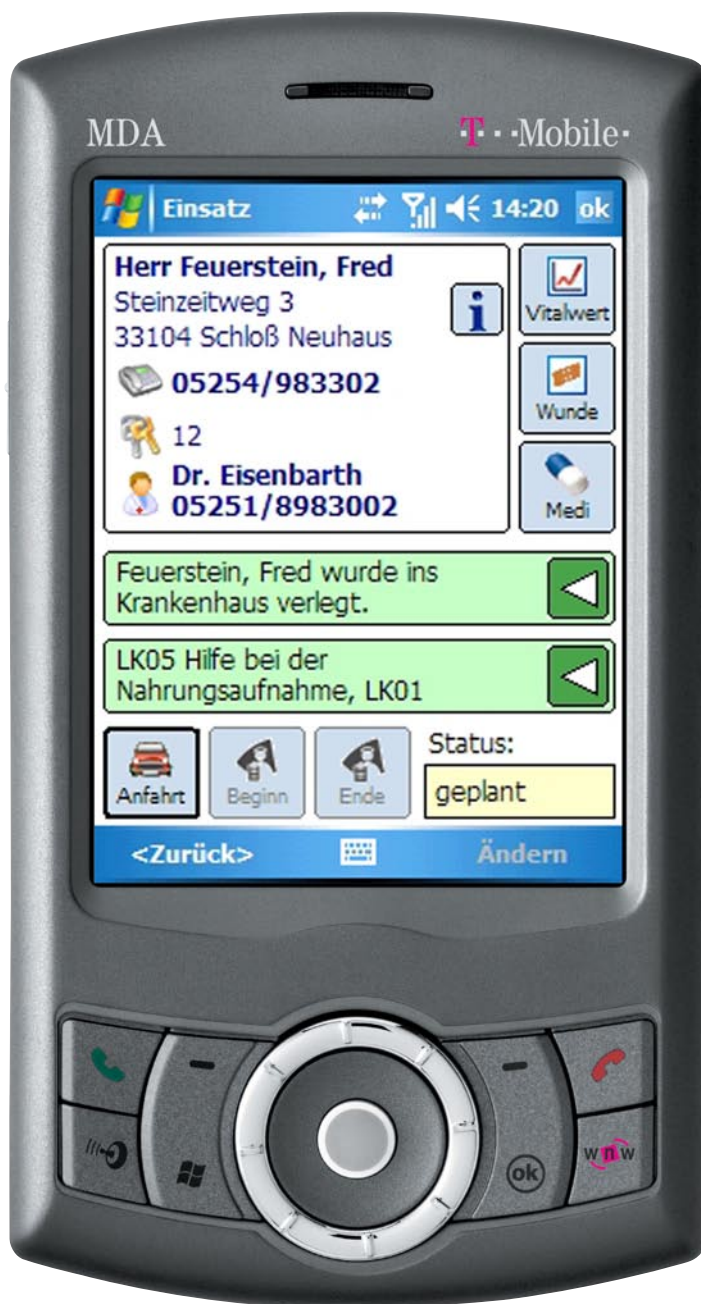 MDA
T··Mobile·
Einsatz 14:20 ok
Herr Feuerstein, Fred
Steinzeitweg 3
33104 Schloß Neuhaus
05254/983302
12
Dr. Eisenbarth
05251/8983002
Vitalwert
Wunde
Medi
Feuerstein, Fred wurde ins
Krankenhaus verlegt.
LK05 Hilfe bei der
Nahrungsaufnahme, LK01
Anfahrt
Beginn
Ende
Status:
geplant
<Zurück>
Ändern
ok
wnw